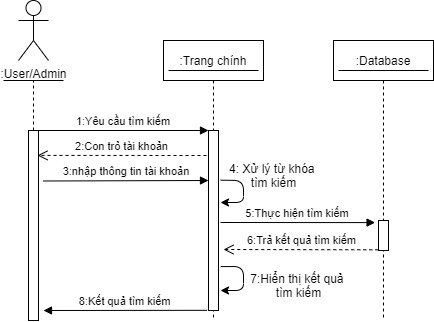 :User/Admin
:Trang chính
:Database
1:Yêu cầu tìm kiếm
2:Con trỏ tài khoản
3:nhập thông tin tài khoản
4: Xử lý từ khóa
tìm kiếm
5:Thực hiện tìm kiếm
6:Trả kết quả tìm kiếm
7:Hiển thị kết quả
tìm kiếm
8:Kết quả tìm kiếm